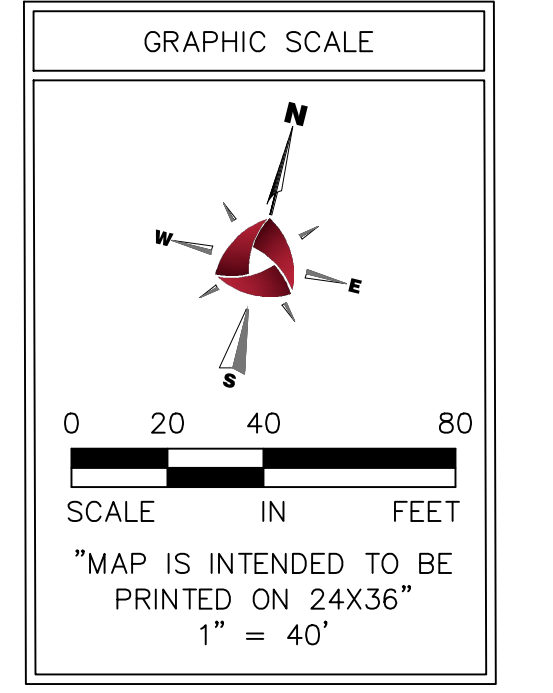 GRAPHIC SCALE
N
W
E
S
0 20 40 80
SCALE IN FEET
"MAP IS INTENDED TO BE
PRINTED ON 24X36"
1" = 40'